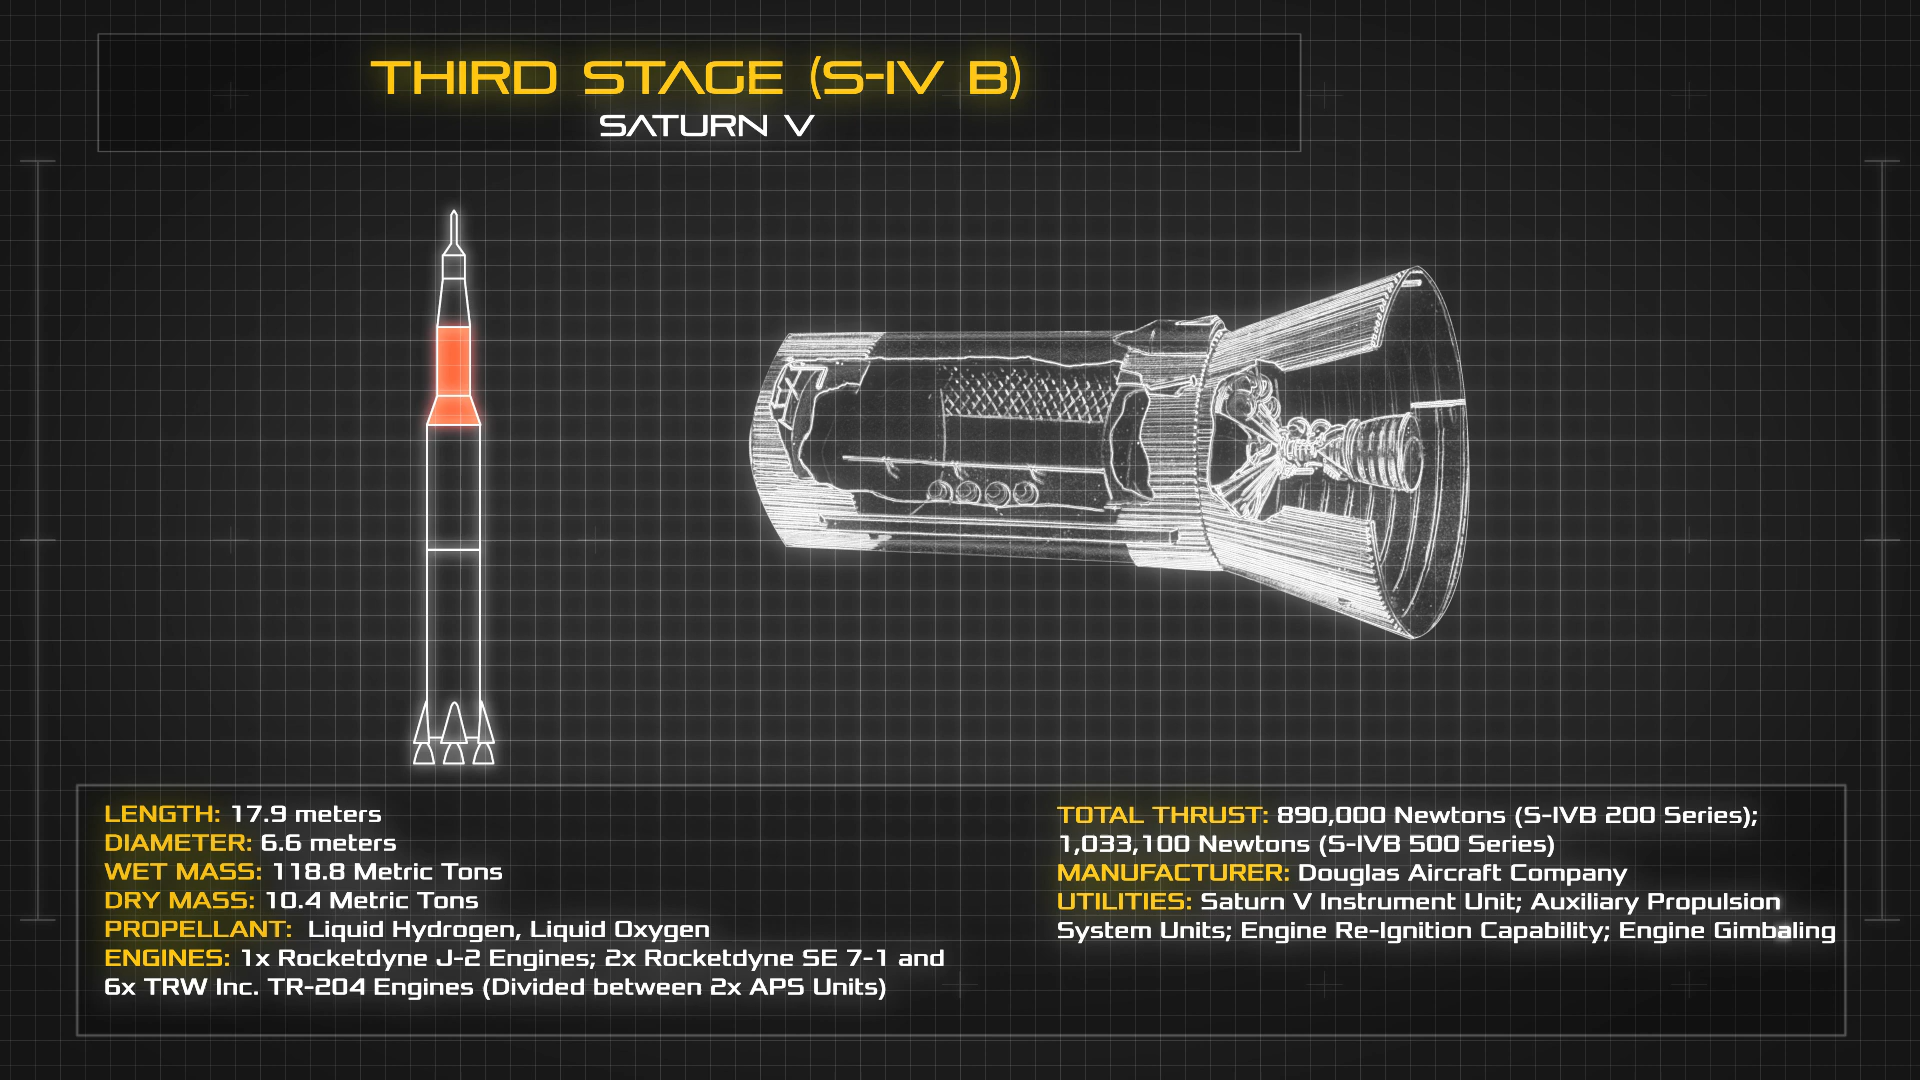 THIRD STAGE (S-IV B)
SATURN V
LENGTH: 17.9 meters
DIAMETER: 6.6 meters
WET MASS: 118.8 Metric Tons
DRY MASS: 10.4 Metric Tons
PROPELLANT: Liquid Hydrogen, Liquid Oxygen
ENGINES: 1x Rocketdyne J-2 Engines; 2x Rocketdyne SE 7-1 and
6x TRW Inc. TR-204 Engines (Divided between 2x APS Units)
TOTAL THRUST: 890,000 Newtons (S-IVB 200 Series);
1,033,100 Newtons (S-IVB 500 Series)
MANUFACTURER: Douglas Aircraft Company
UTILITIES: Saturn V Instrument Unit; Auxiliary Propulsion
System Units; Engine Re-Ignition Capability; Engine Gimbaling